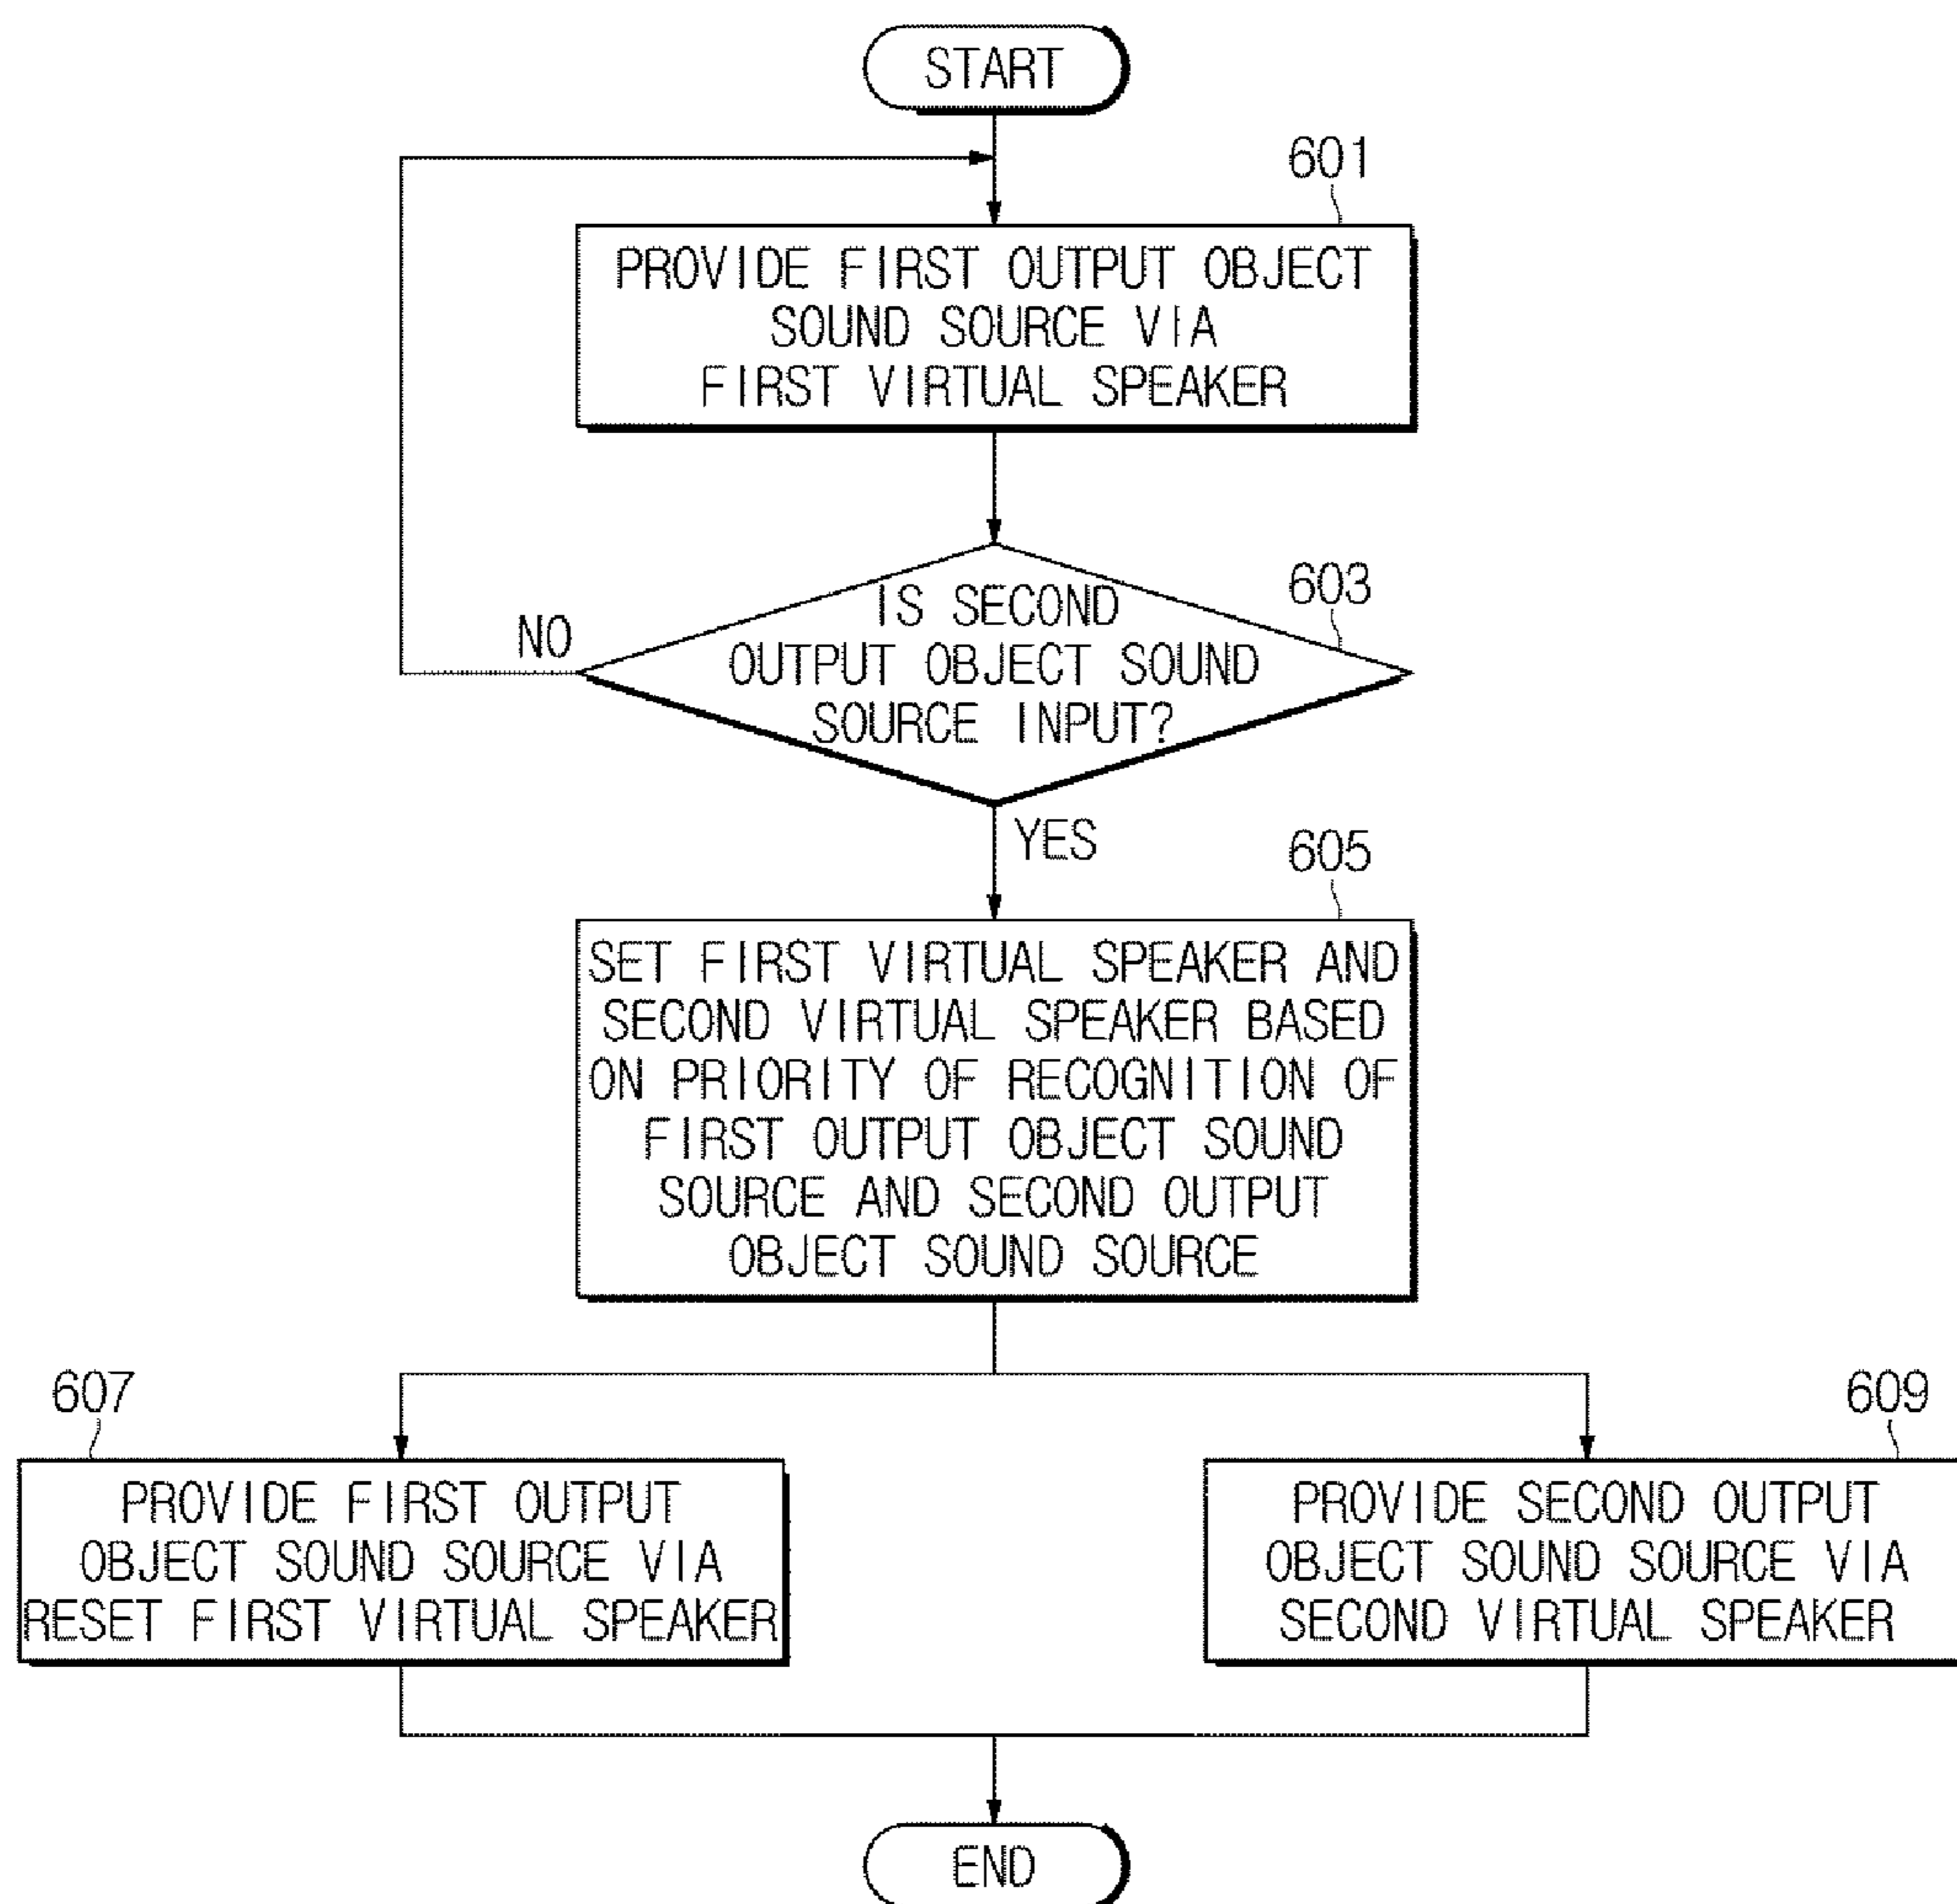 START
601
PROVIDE FIRST OUTPUT OBJECT
SOUND SOURCE VIA
FIRST VIRTUAL SPEAKER
603
IS SECOND
OUTPUT OBJECT SOUND
SOURCE INPUT?
NO
YES
605
SET FIRST VIRTUAL SPEAKER AND
SECOND VIRTUAL SPEAKER BASED
ON PRIORITY OF RECOGNITION OF
FIRST OUTPUT OBJECT SOUND
SOURCE AND SECOND OUTPUT
OBJECT SOUND SOURCE
607
PROVIDE FIRST OUTPUT
OBJECT SOUND SOURCE VIA
RESET FIRST VIRTUAL SPEAKER
609
PROVIDE SECOND OUTPUT
OBJECT SOUND SOURCE VIA
SECOND VIRTUAL SPEAKER
END